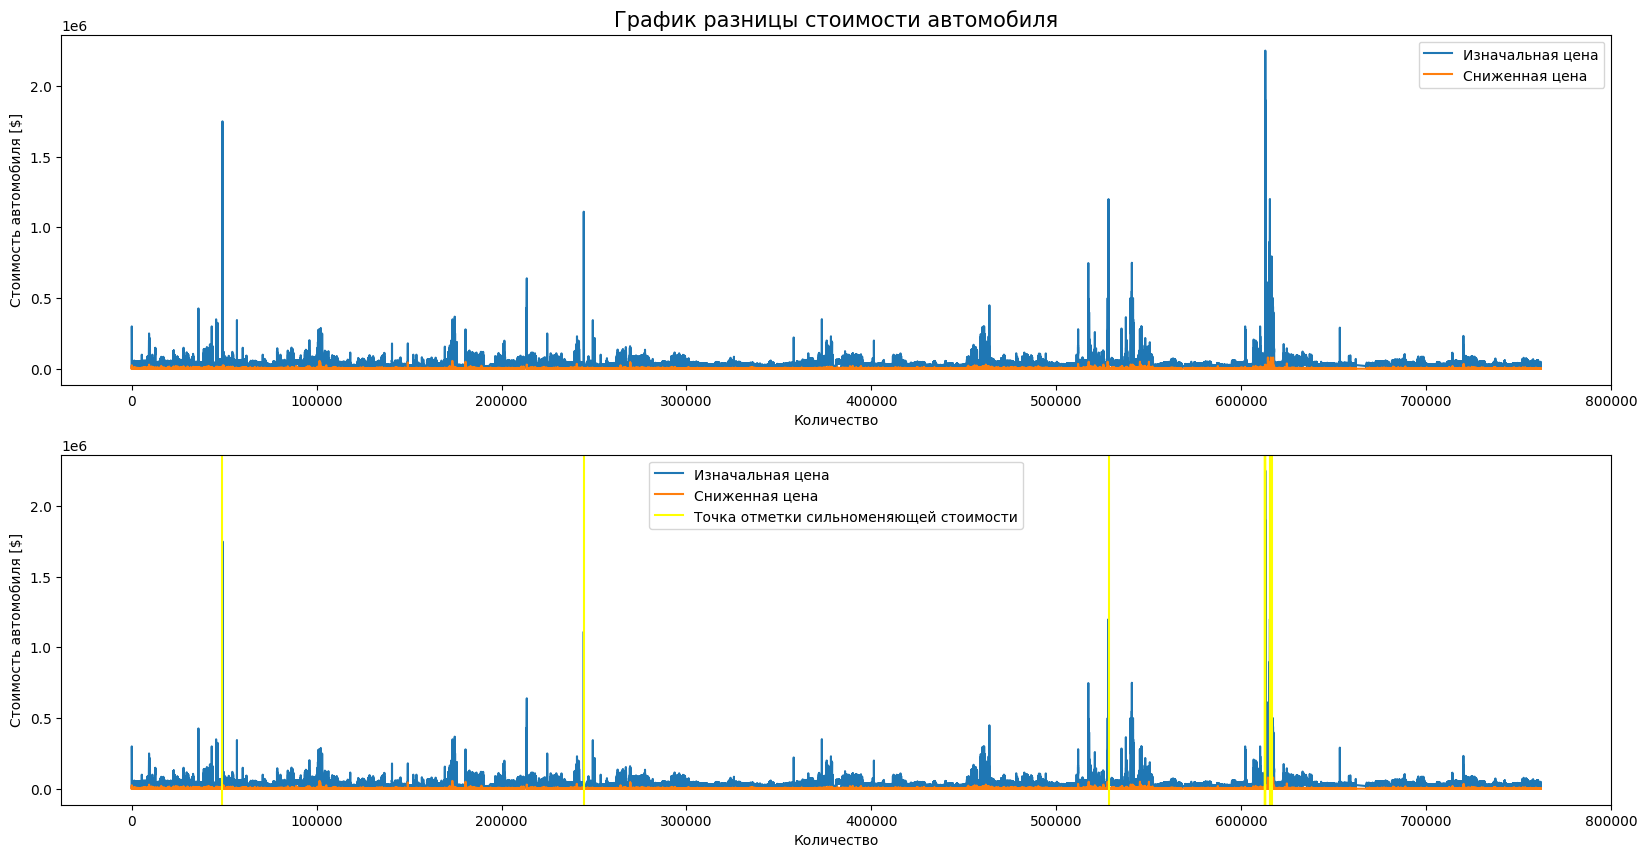 График разницы стоимости автомобиля
1e6
Изначальная цена
Сниженная цена
Стоимость автомобиля [$]
2.0
1.5
1.0
0.5
0.0
0 100000 200000 300000 400000 500000 600000 700000 800000
Количество
1e6
Изначальная цена
Сниженная цена
Точка отметки сильноменяющей стоимости
Стоимость автомобиля [$]
2.0
1.5
1.0
0.5
0.0
0 100000 200000 300000 400000 500000 600000 700000 800000
Количество